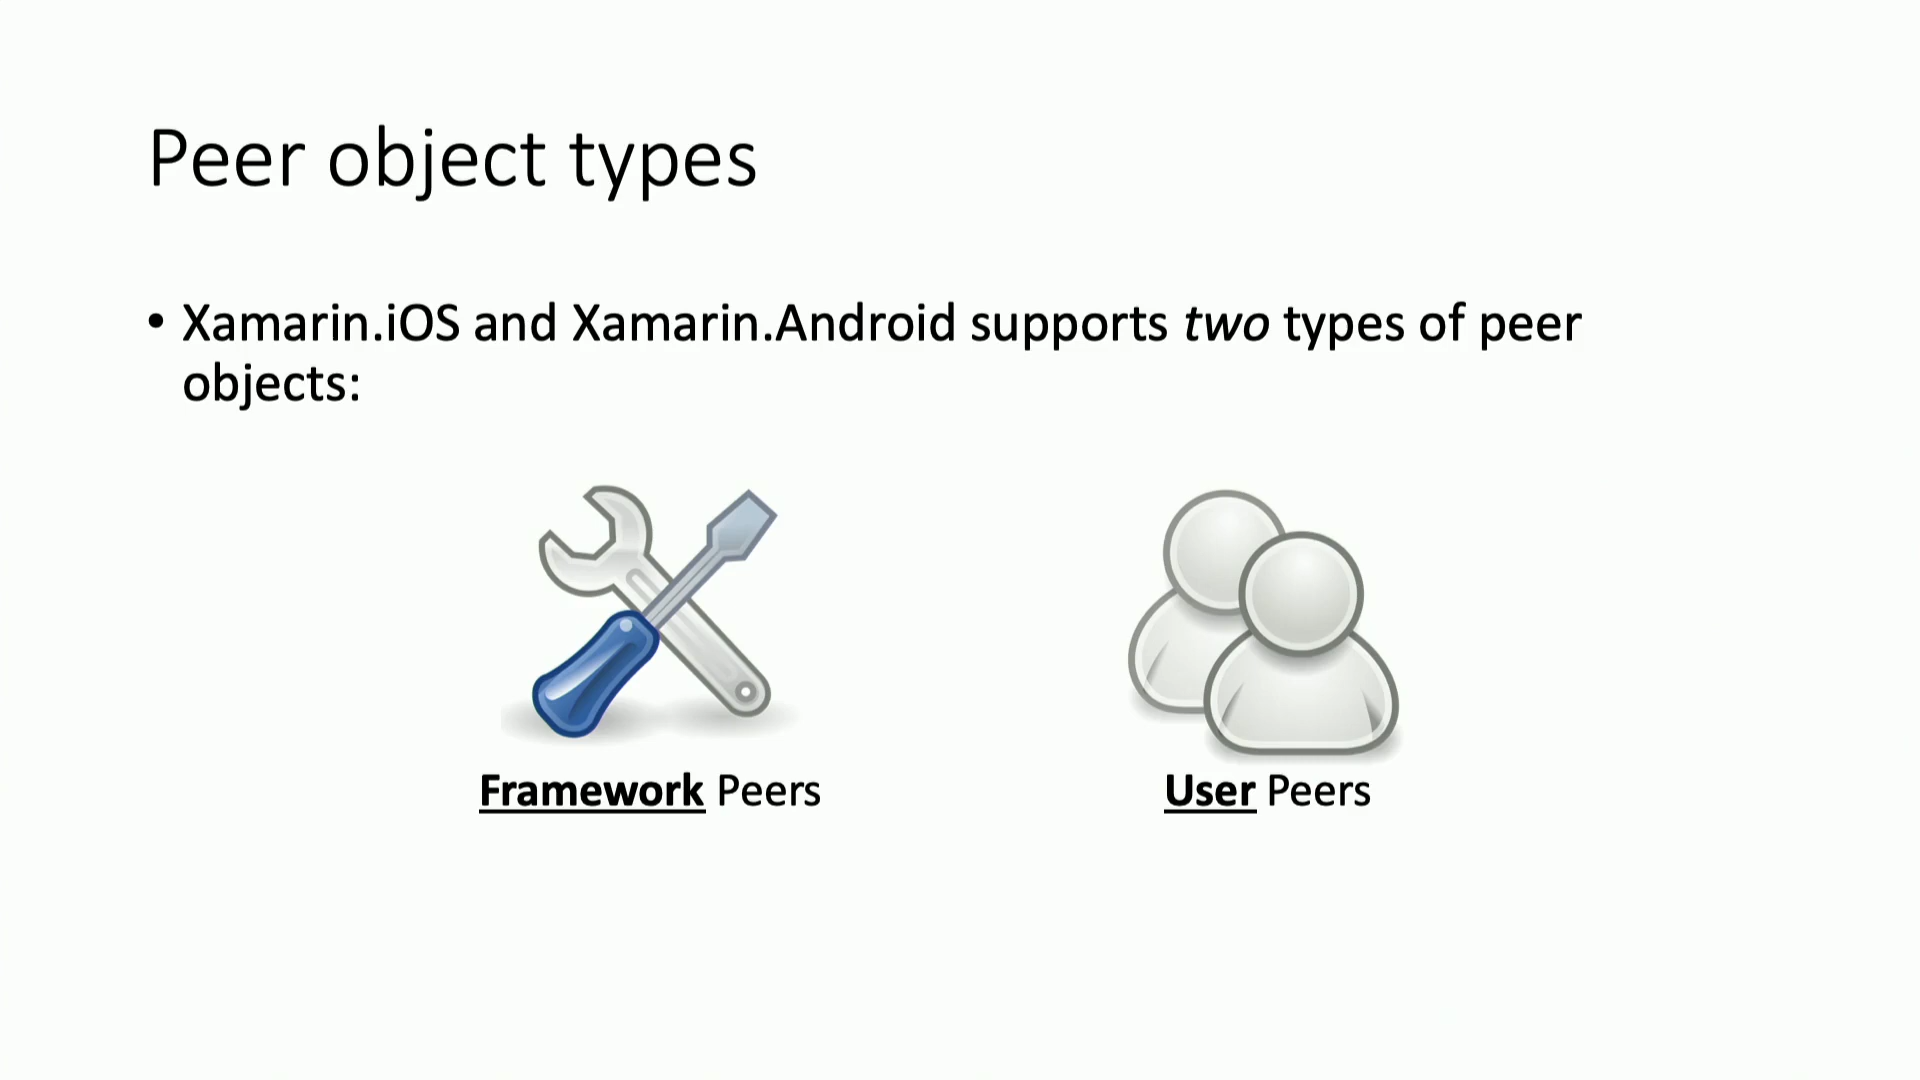 Peer object types
• Xamarin.iOS and Xamarin.Android supports two types of peer
objects:
Framework Peers
User Peers